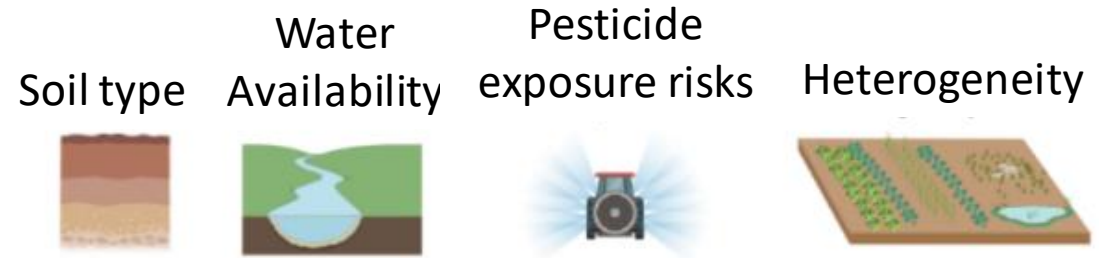 Soil type
Water
Availability
Pesticide
exposure risks
Heterogeneity